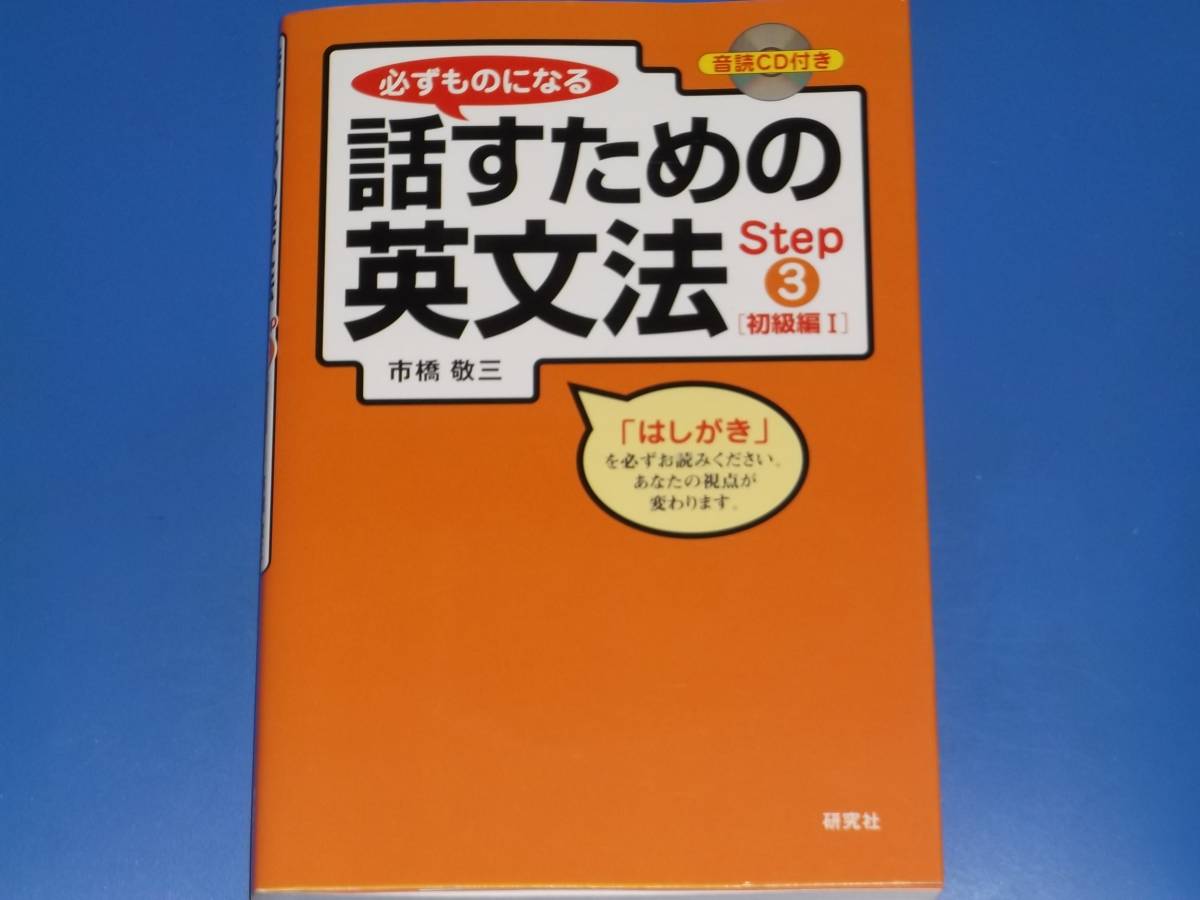 音読CD付き
必ずものになる
話すための
英文法
Step
3
[初級編 I]
市橋 敬三
「はしがき」
を必ずお読みください。
あなたの視点が
変わります。
研究社